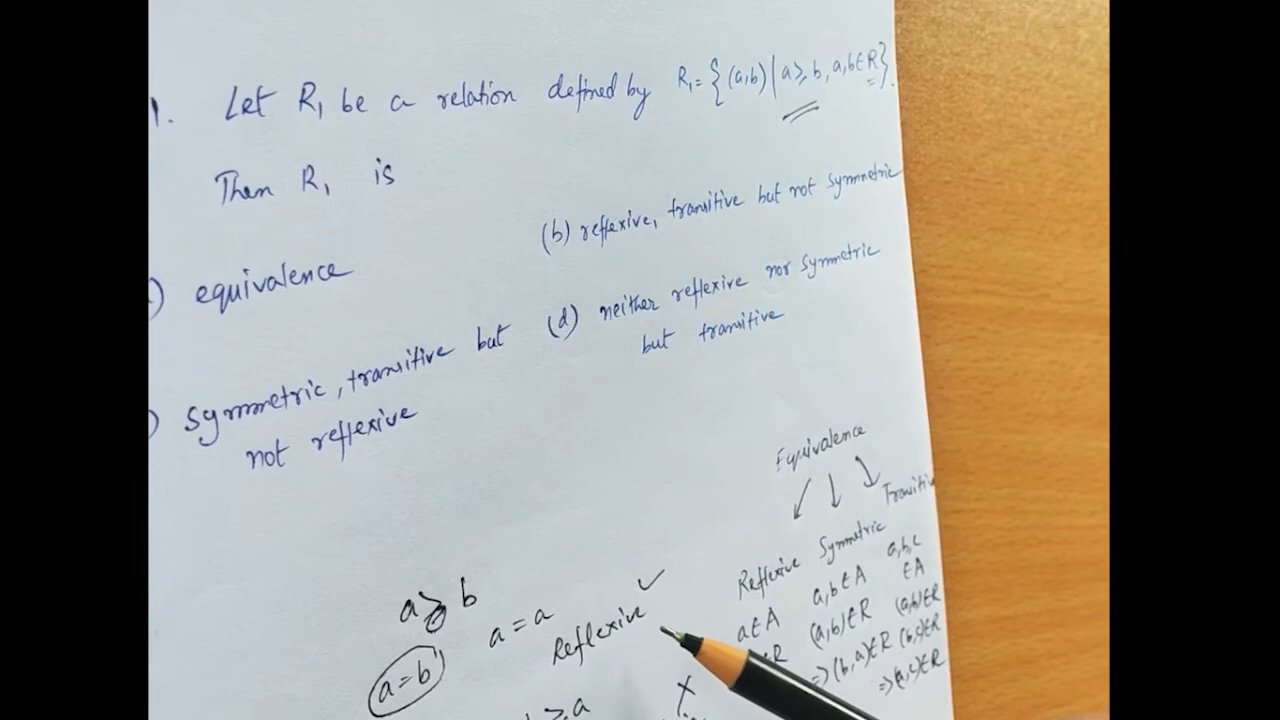 1. Let R₁ be a relation defined by R₁ = {(a,b) | a ≥ b, a,b ∈ R}.
Then R₁ is
) equivalence
(b) reflexive, transitive but not symmetric
) symmetric, transitive but
not reflexive
(d) neither reflexive nor symmetric
but transitive
Equivalence
Reflexive Symmetric Transitiv
a ∈ A a,b ∈ A a,b,c ∈ A
∈R (a,b) ∈ R (a,b) ∈ R
⇒ (b,a) ∈ R (b,c) ∈ R
⇒ (a,c) ∈ R
a ≥ b
a = b
a = a
Reflexive ✓
≥ a ×